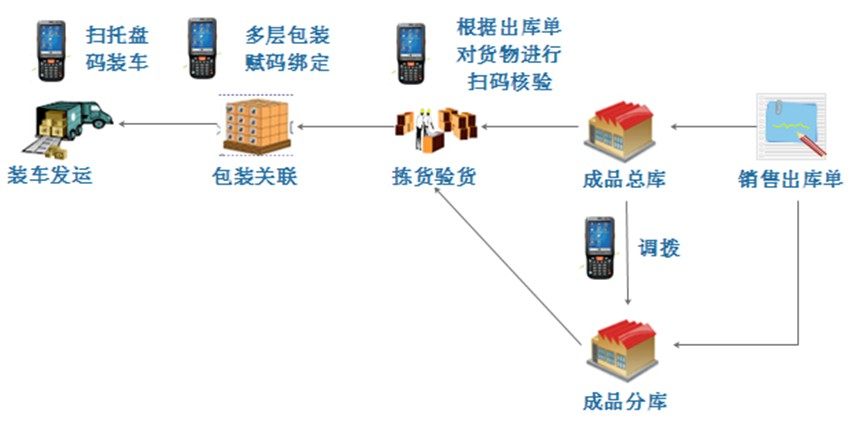 扫托盘
码装车
多层包装
赋码绑定
根据出库单
对货物进行
扫码核验
装车发运
包装关联
拣货验货
成品总库
销售出库单
调拨
成品分库